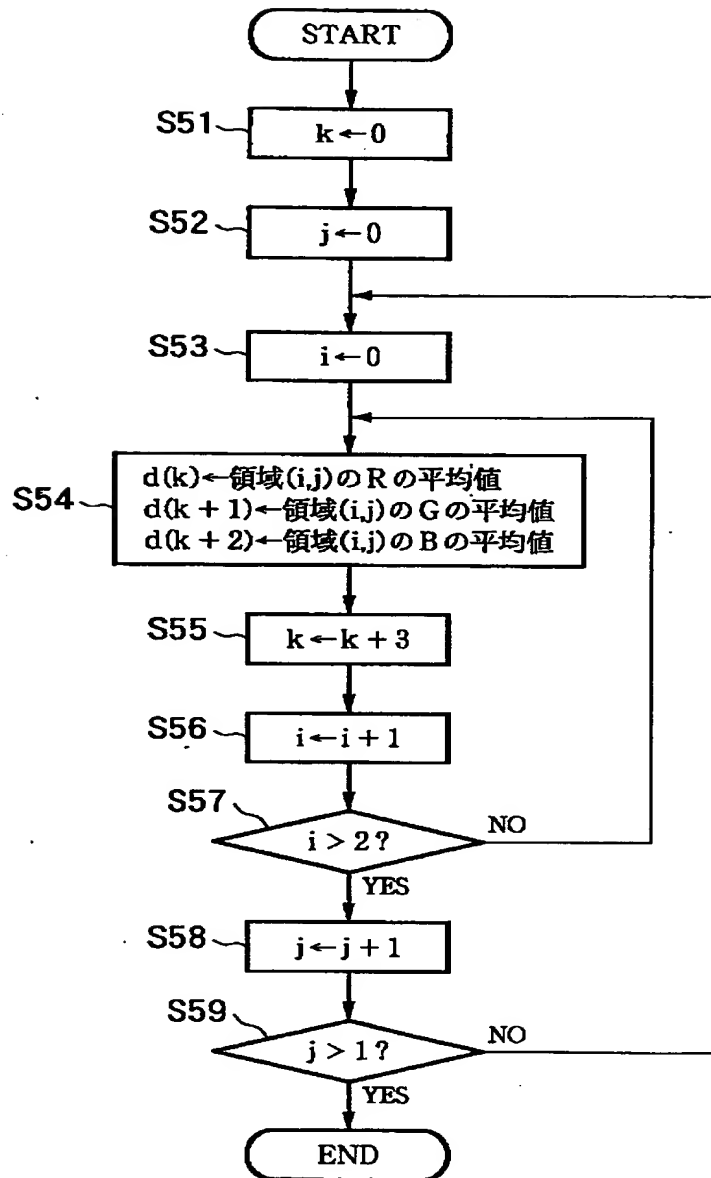 START
S51
k←0
S52
j←0
S53
i←0
S54
d(k)←領域(i,j)のRの平均値
d(k+1)←領域(i,j)のGの平均値
d(k+2)←領域(i,j)のBの平均値
S55
k←k+3
S56
i←i+1
S57
i>2?
NO
YES
S58
j←j+1
S59
j>1?
NO
YES
END